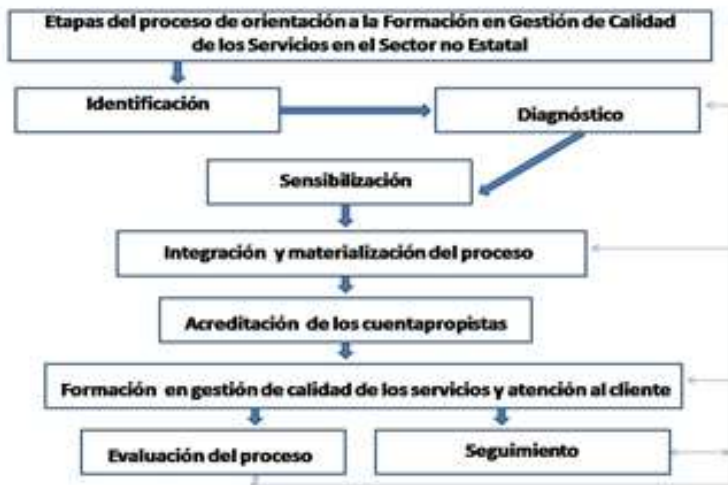 Etapas del proceso de orientación a la Formación en Gestión de Calidad
de los Servicios en el Sector no Estatal
Identificación
Diagnóstico
Sensibilización
Integración y materialización del proceso
Acreditación de los cuentapropistas
Formación en gestión de calidad de los servicios y atención al cliente
Evaluación del proceso
Seguimiento